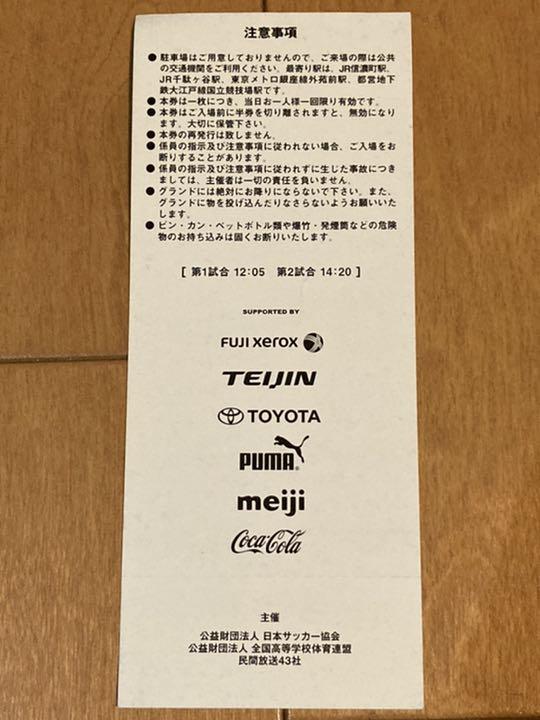 注意事項
● 駐車場はご用意しておりませんので、ご来場の際は公共
の交通機関をご利用ください。最寄り駅は、JR信濃町駅、
JR千駄ヶ谷駅、東京メトロ銀座線外苑前駅、都営地下
鉄大江戸線国立競技場駅です。
● 本券は一枚につき、当日お一人様一回限り有効です。
● 本券はご入場前に半券を切り離されますと、無効になり
ます。大切に保管下さい。
● 本券の再発行は致しません。
● 係員の指示及び注意事項に従われない場合、ご入場をお
断りすることがあります。
● 係員の指示及び注意事項に従われずに生じた事故につき
ましては、主催者は一切の責任を負いません。
● グランドには絶対にお降りにならないで下さい。また、
グランドに物を投げ込んだりなさらないようお願いいた
します。
● ビン・カン・ペットボトル類や爆竹・発煙筒などの危険
物のお持ち込みは固くお断りいたします。
[ 第1試合 12:05 第2試合 14:20 ]
SUPPORTED BY
FUJI xerox
TEIJIN
TOYOTA
PUMA
meiji
Coca-Cola
主催
公益財団法人 日本サッカー協会
公益財団法人 全国高等学校体育連盟
民間放送43社